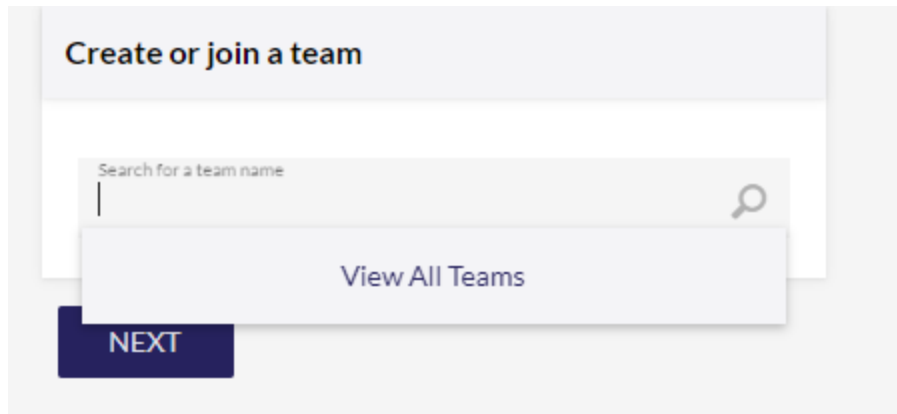 Create or join a team
Search for a team name
View All Teams
NEXT